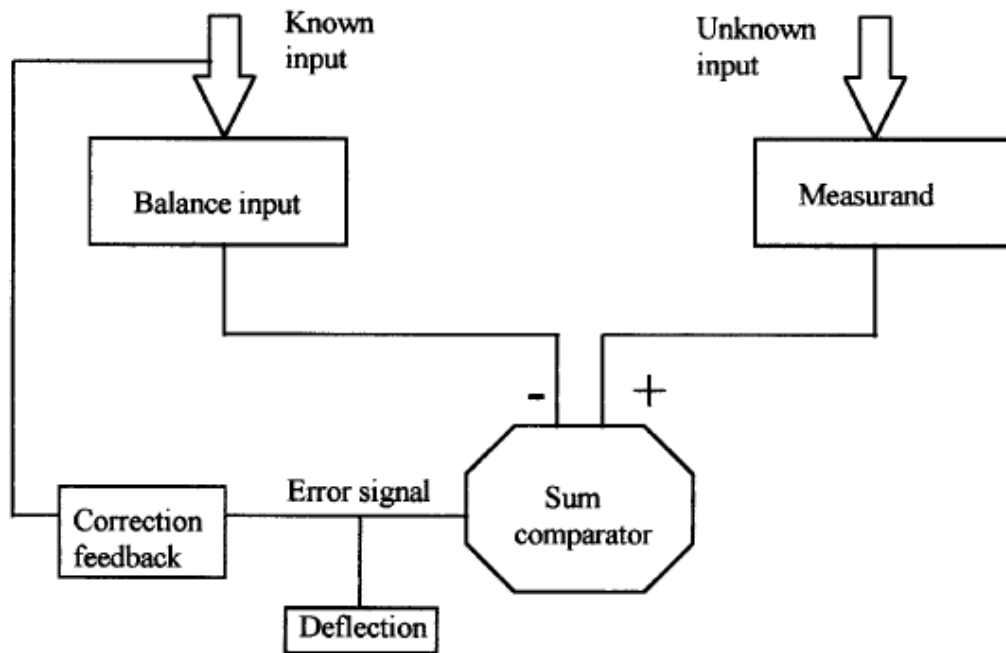 Known
input
Unknown
input
Balance input
Measurand
-
+
Error signal
Sum
comparator
Correction
feedback
Deflection